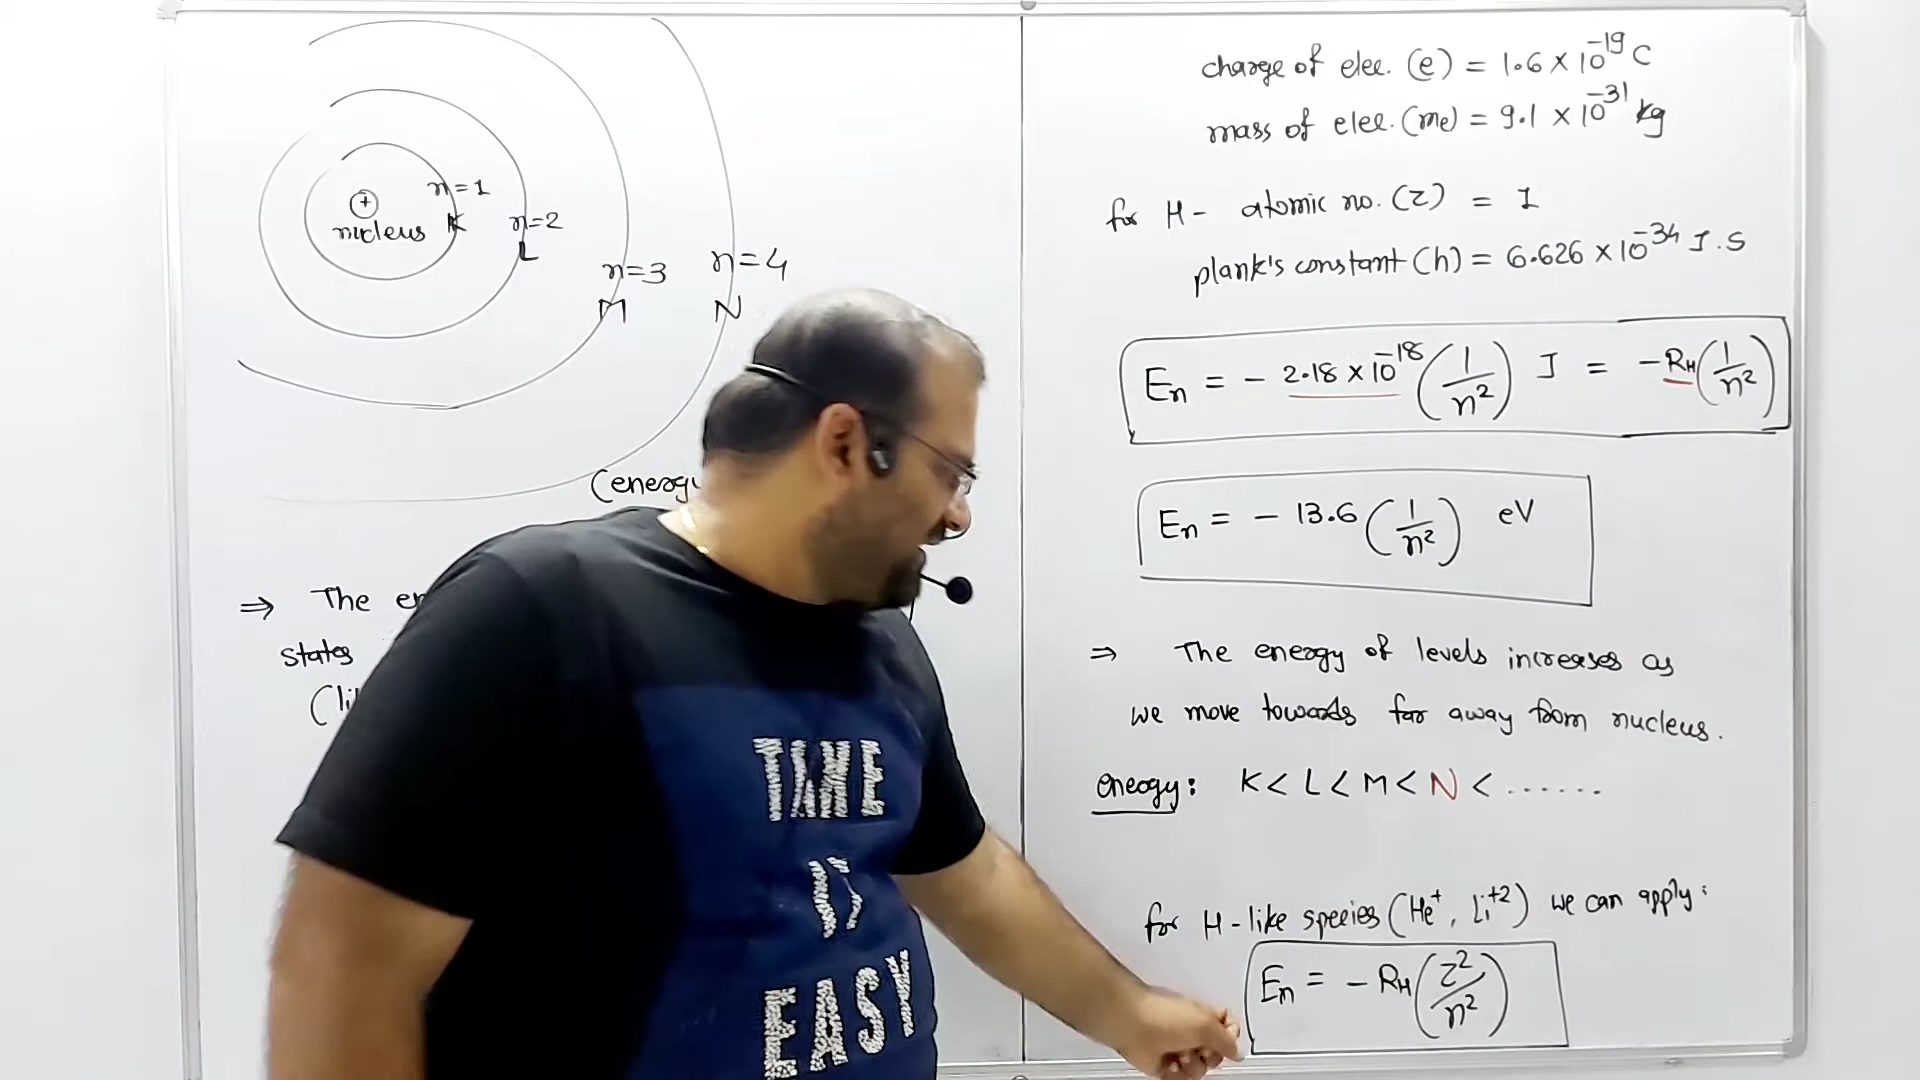 n=1
K
nucleus
n=2
L
n=3
M
n=4
N
(energy
⇒ The en
states
(li
TAKE
IS
EASY
charge of elec. (e) = 1.6 × 10⁻¹⁹ C
mass of elec. (me) = 9.1 × 10⁻³¹ kg
for H - atomic no. (Z) = 1
plank's constant (h) = 6.626 × 10⁻³⁴ J.S
En = - 2.18 × 10⁻¹⁸ (1/n²) J = -RH (1/n²)
En = - 13.6 (1/n²) eV
⇒ The energy of levels increases as
we move towards far away from nucleus.
energy: K < L < M < N < ......
for H-like species (He⁺, Li⁺²) we can apply:
En = - RH (Z²/n²)